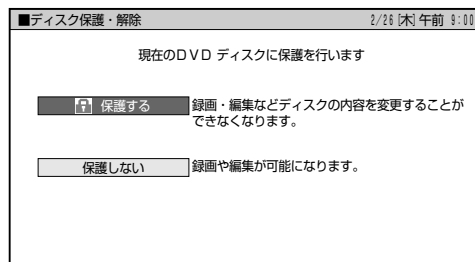 ■ディスク保護・解除 2/26[木]午前 9:00
現在のDVD ディスクに保護を行います
保護する 録画・編集などディスクの内容を変更することが
できなくなります。
保護しない 録画や編集が可能になります。